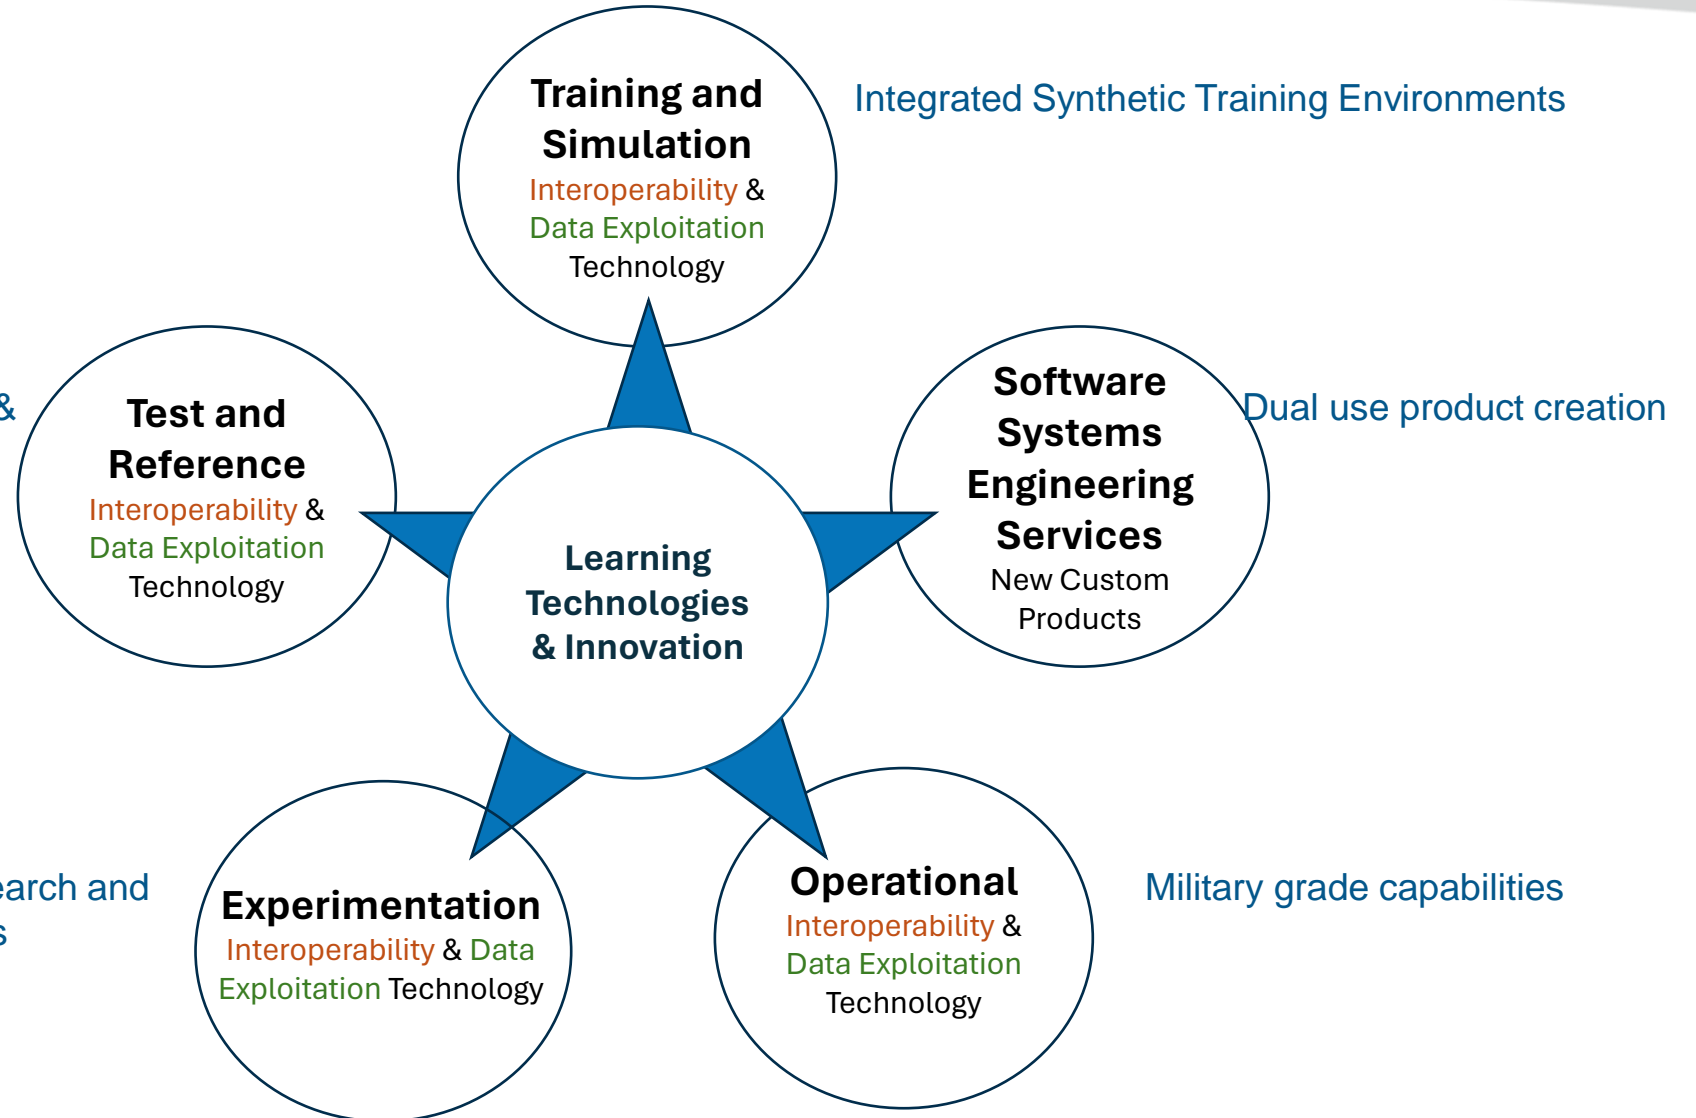 Training and
Simulation
Interoperability &
Data Exploitation
Technology
Integrated Synthetic Training Environments
&
Test and
Reference
Interoperability &
Data Exploitation
Technology
Software
Systems
Engineering
Services
New Custom
Products
Dual use product creation
Learning
Technologies
& Innovation
and
Experimentation
Interoperability & Data
Exploitation Technology
Operational
Interoperability &
Data Exploitation
Technology
Military grade capabilities